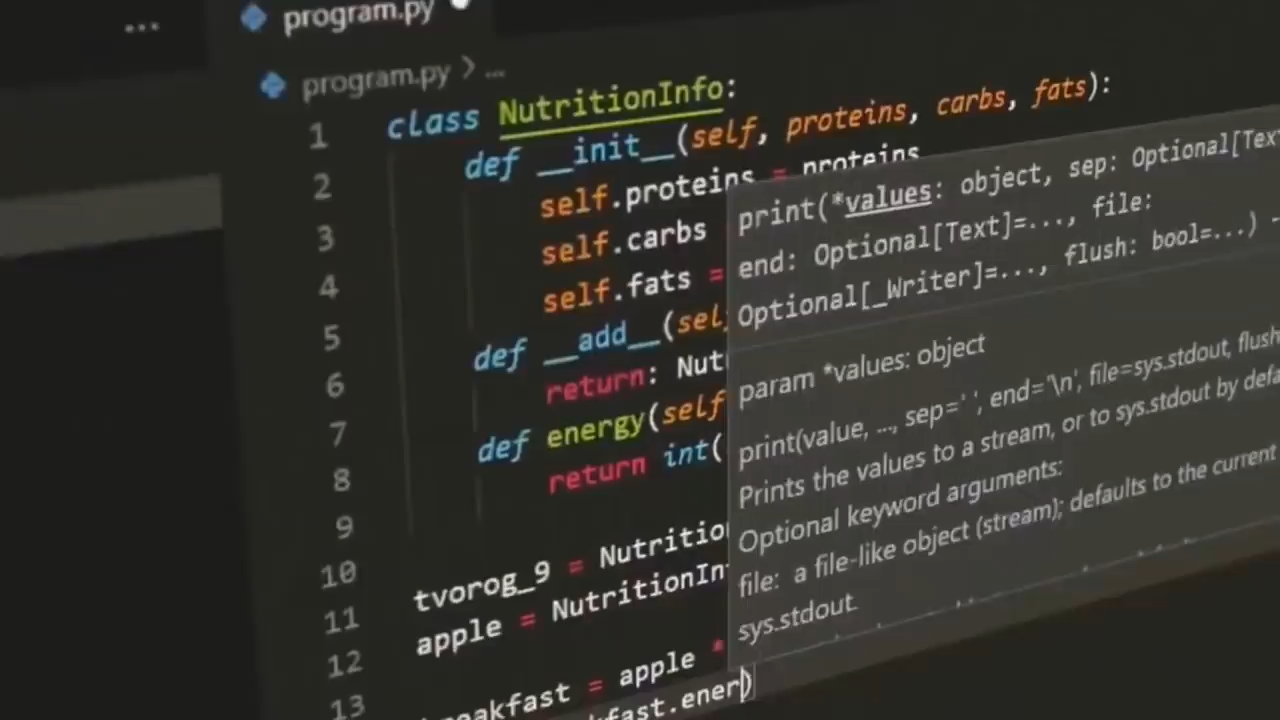 ...
program.py
program.py > ...
1 class NutritionInfo:
2 def __init__(self, proteins, carbs, fats):
3 self.proteins = proteins
4 self.carbs
5 self.fats =
6 def __add__(sel
7 return: Nut
8 def energy(self
9 return int(
10
11 tvorog_9 = Nutritio
12 apple = NutritionIn
13
eakfast = apple *
kfast.ener)
print(*values: object, sep: Optional[Tex
end: Optional[Text]=..., file:
Optional[_Writer]=..., flush: bool=...) -
param *values: object
print(value, ..., sep=' ', end='\n', file=sys.stdout, flush
Prints the values to a stream, or to sys.stdout by defa
Optional keyword arguments:
file: a file-like object (stream); defaults to the current
sys.stdout.